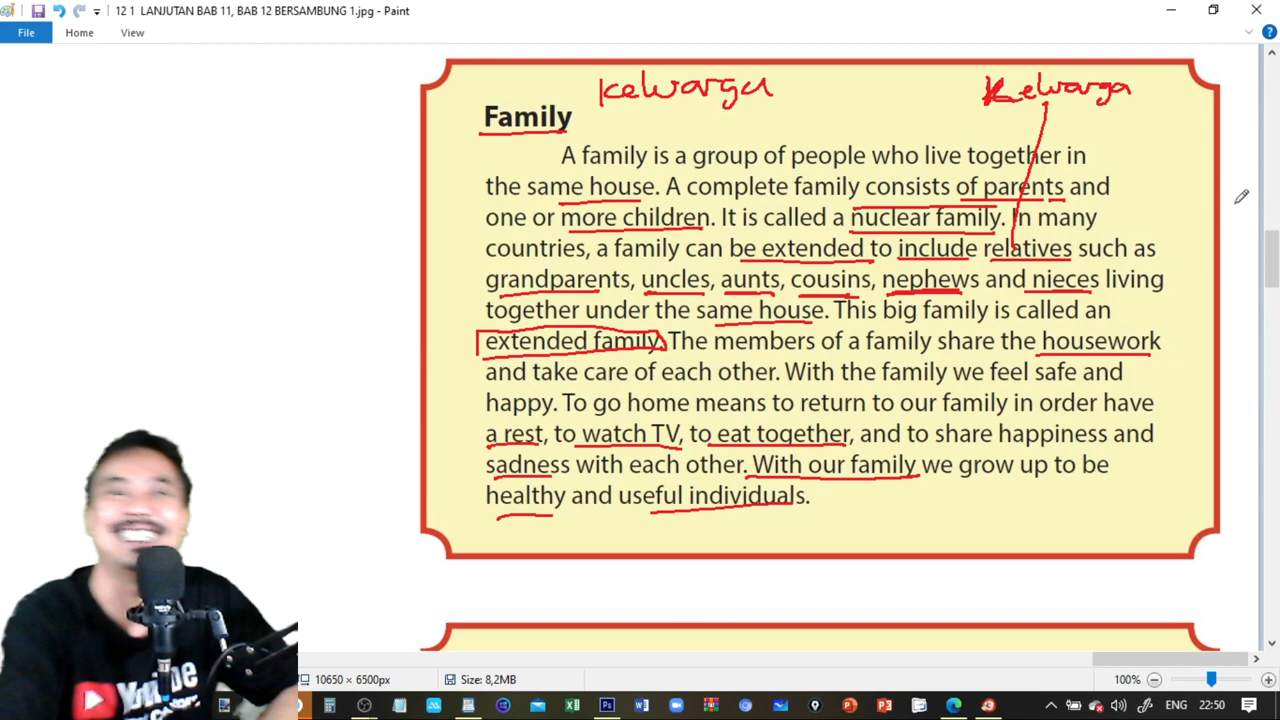 12 1 LANJUTAN BAB 11, BAB 12 BERSAMBUNG 1.jpg - Paint
File Home View
Kelwarga Kelwarga
Family
A family is a group of people who live together in
the same house. A complete family consists of parents and
one or more children. It is called a nuclear family. In many
countries, a family can be extended to include relatives such as
grandparents, uncles, aunts, cousins, nephews and nieces living
together under the same house. This big family is called an
extended family. The members of a family share the housework
and take care of each other. With the family we feel safe and
happy. To go home means to return to our family in order have
a rest, to watch TV, to eat together, and to share happiness and
sadness with each other. With our family we grow up to be
healthy and useful individuals.
10650 × 6500px Size: 8,2MB 100%
ENG 22:50